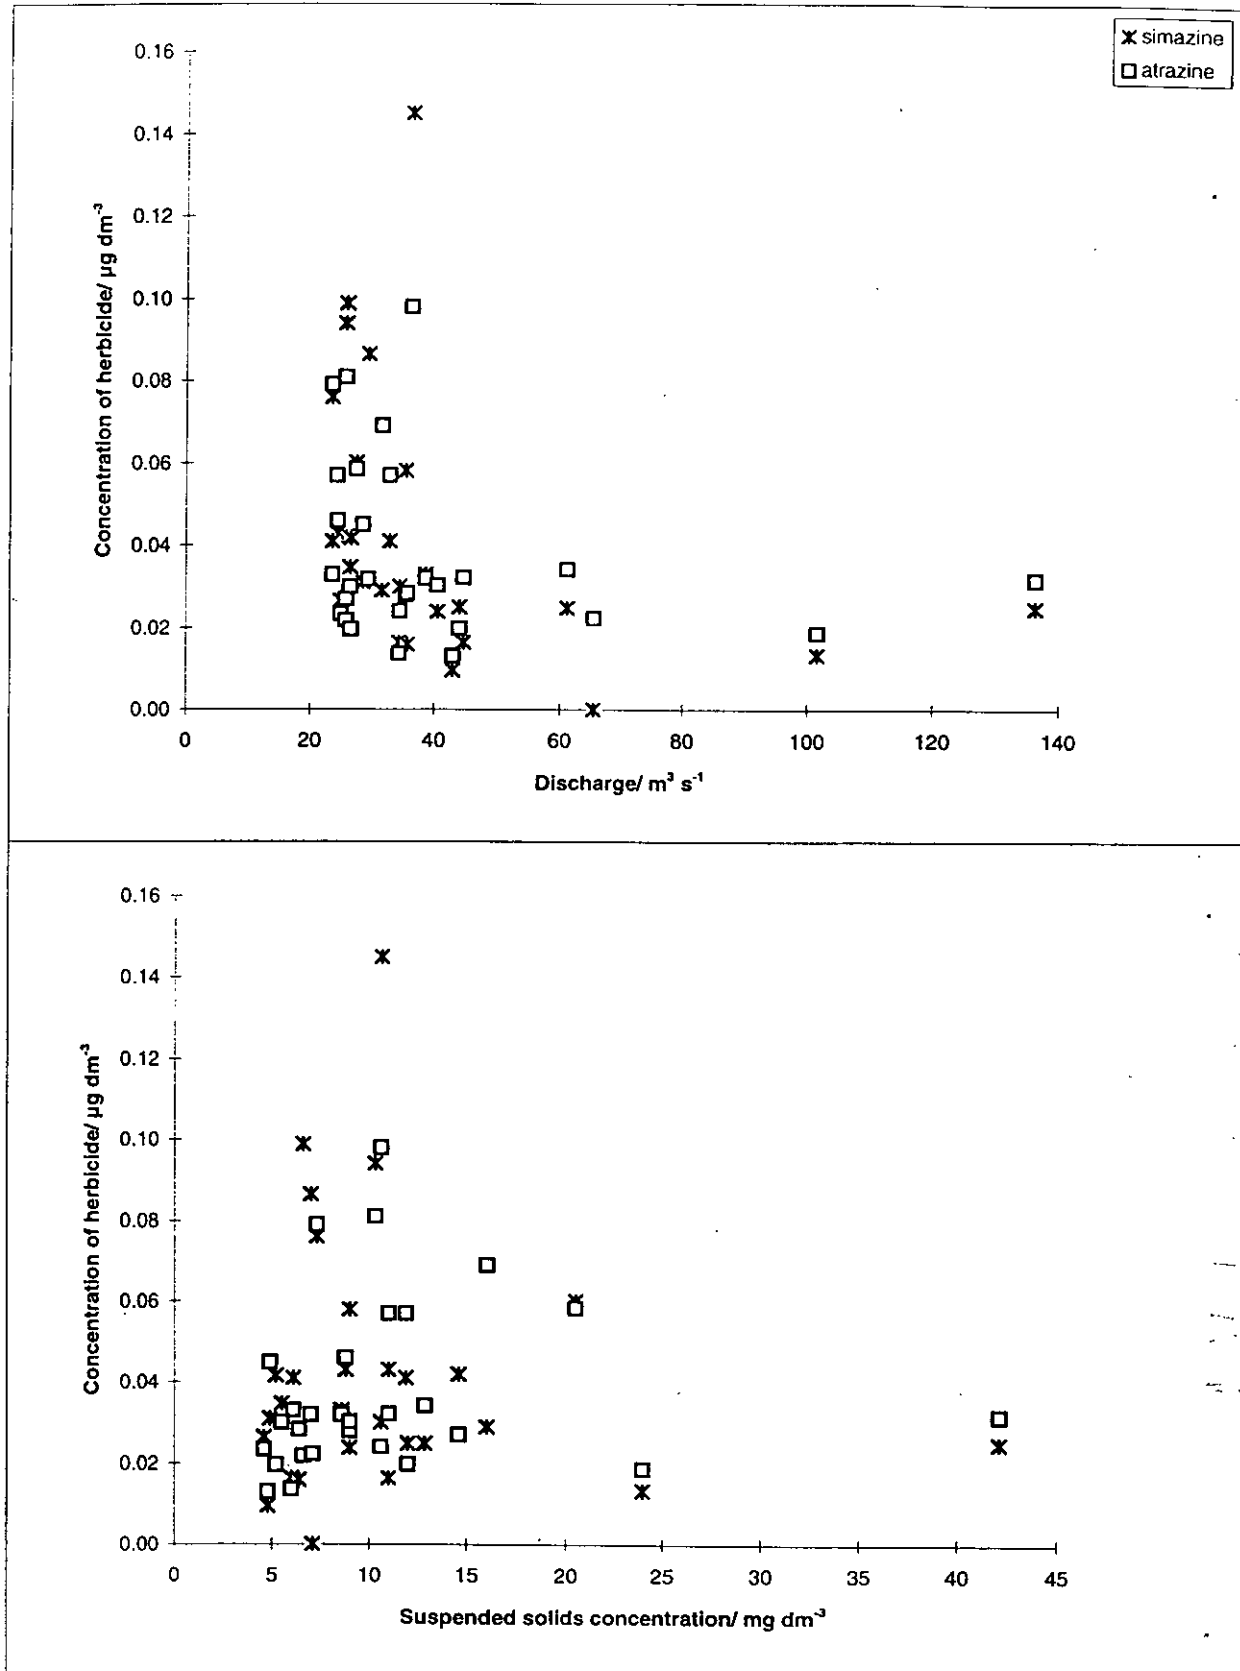 simazine
atrazine
0.16
0.14
0.12
0.10
0.08
0.06
0.04
0.02
0.00
Concentration of herbicide/ µg dm⁻³
0 20 40 60 80 100 120 140
Discharge/ m³ s⁻¹
0.16
0.14
0.12
0.10
0.08
0.06
0.04
0.02
0.00
Concentration of herbicide/ µg dm⁻³
0 5 10 15 20 25 30 35 40 45
Suspended solids concentration/ mg dm⁻³